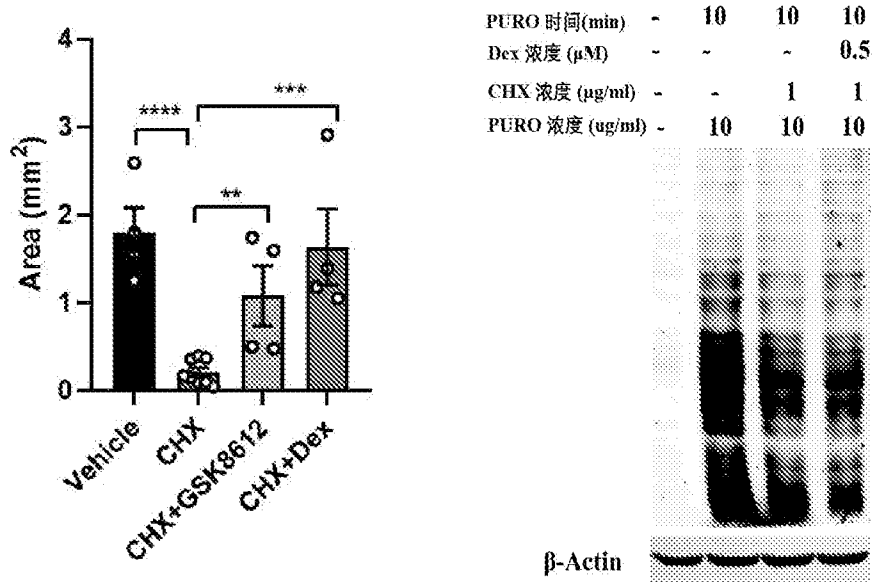 4
3
2
1
0
Area (mm²)
****
***
**
Vehicle
CHX
CHX+GSK8612
CHX+Dex
PURO 时间(min) - 10 10 10
Dex 浓度 (μM) - - - 0.5
CHX 浓度 (μg/ml) - - 1 1
PURO 浓度 (ug/ml) - 10 10 10
β-Actin